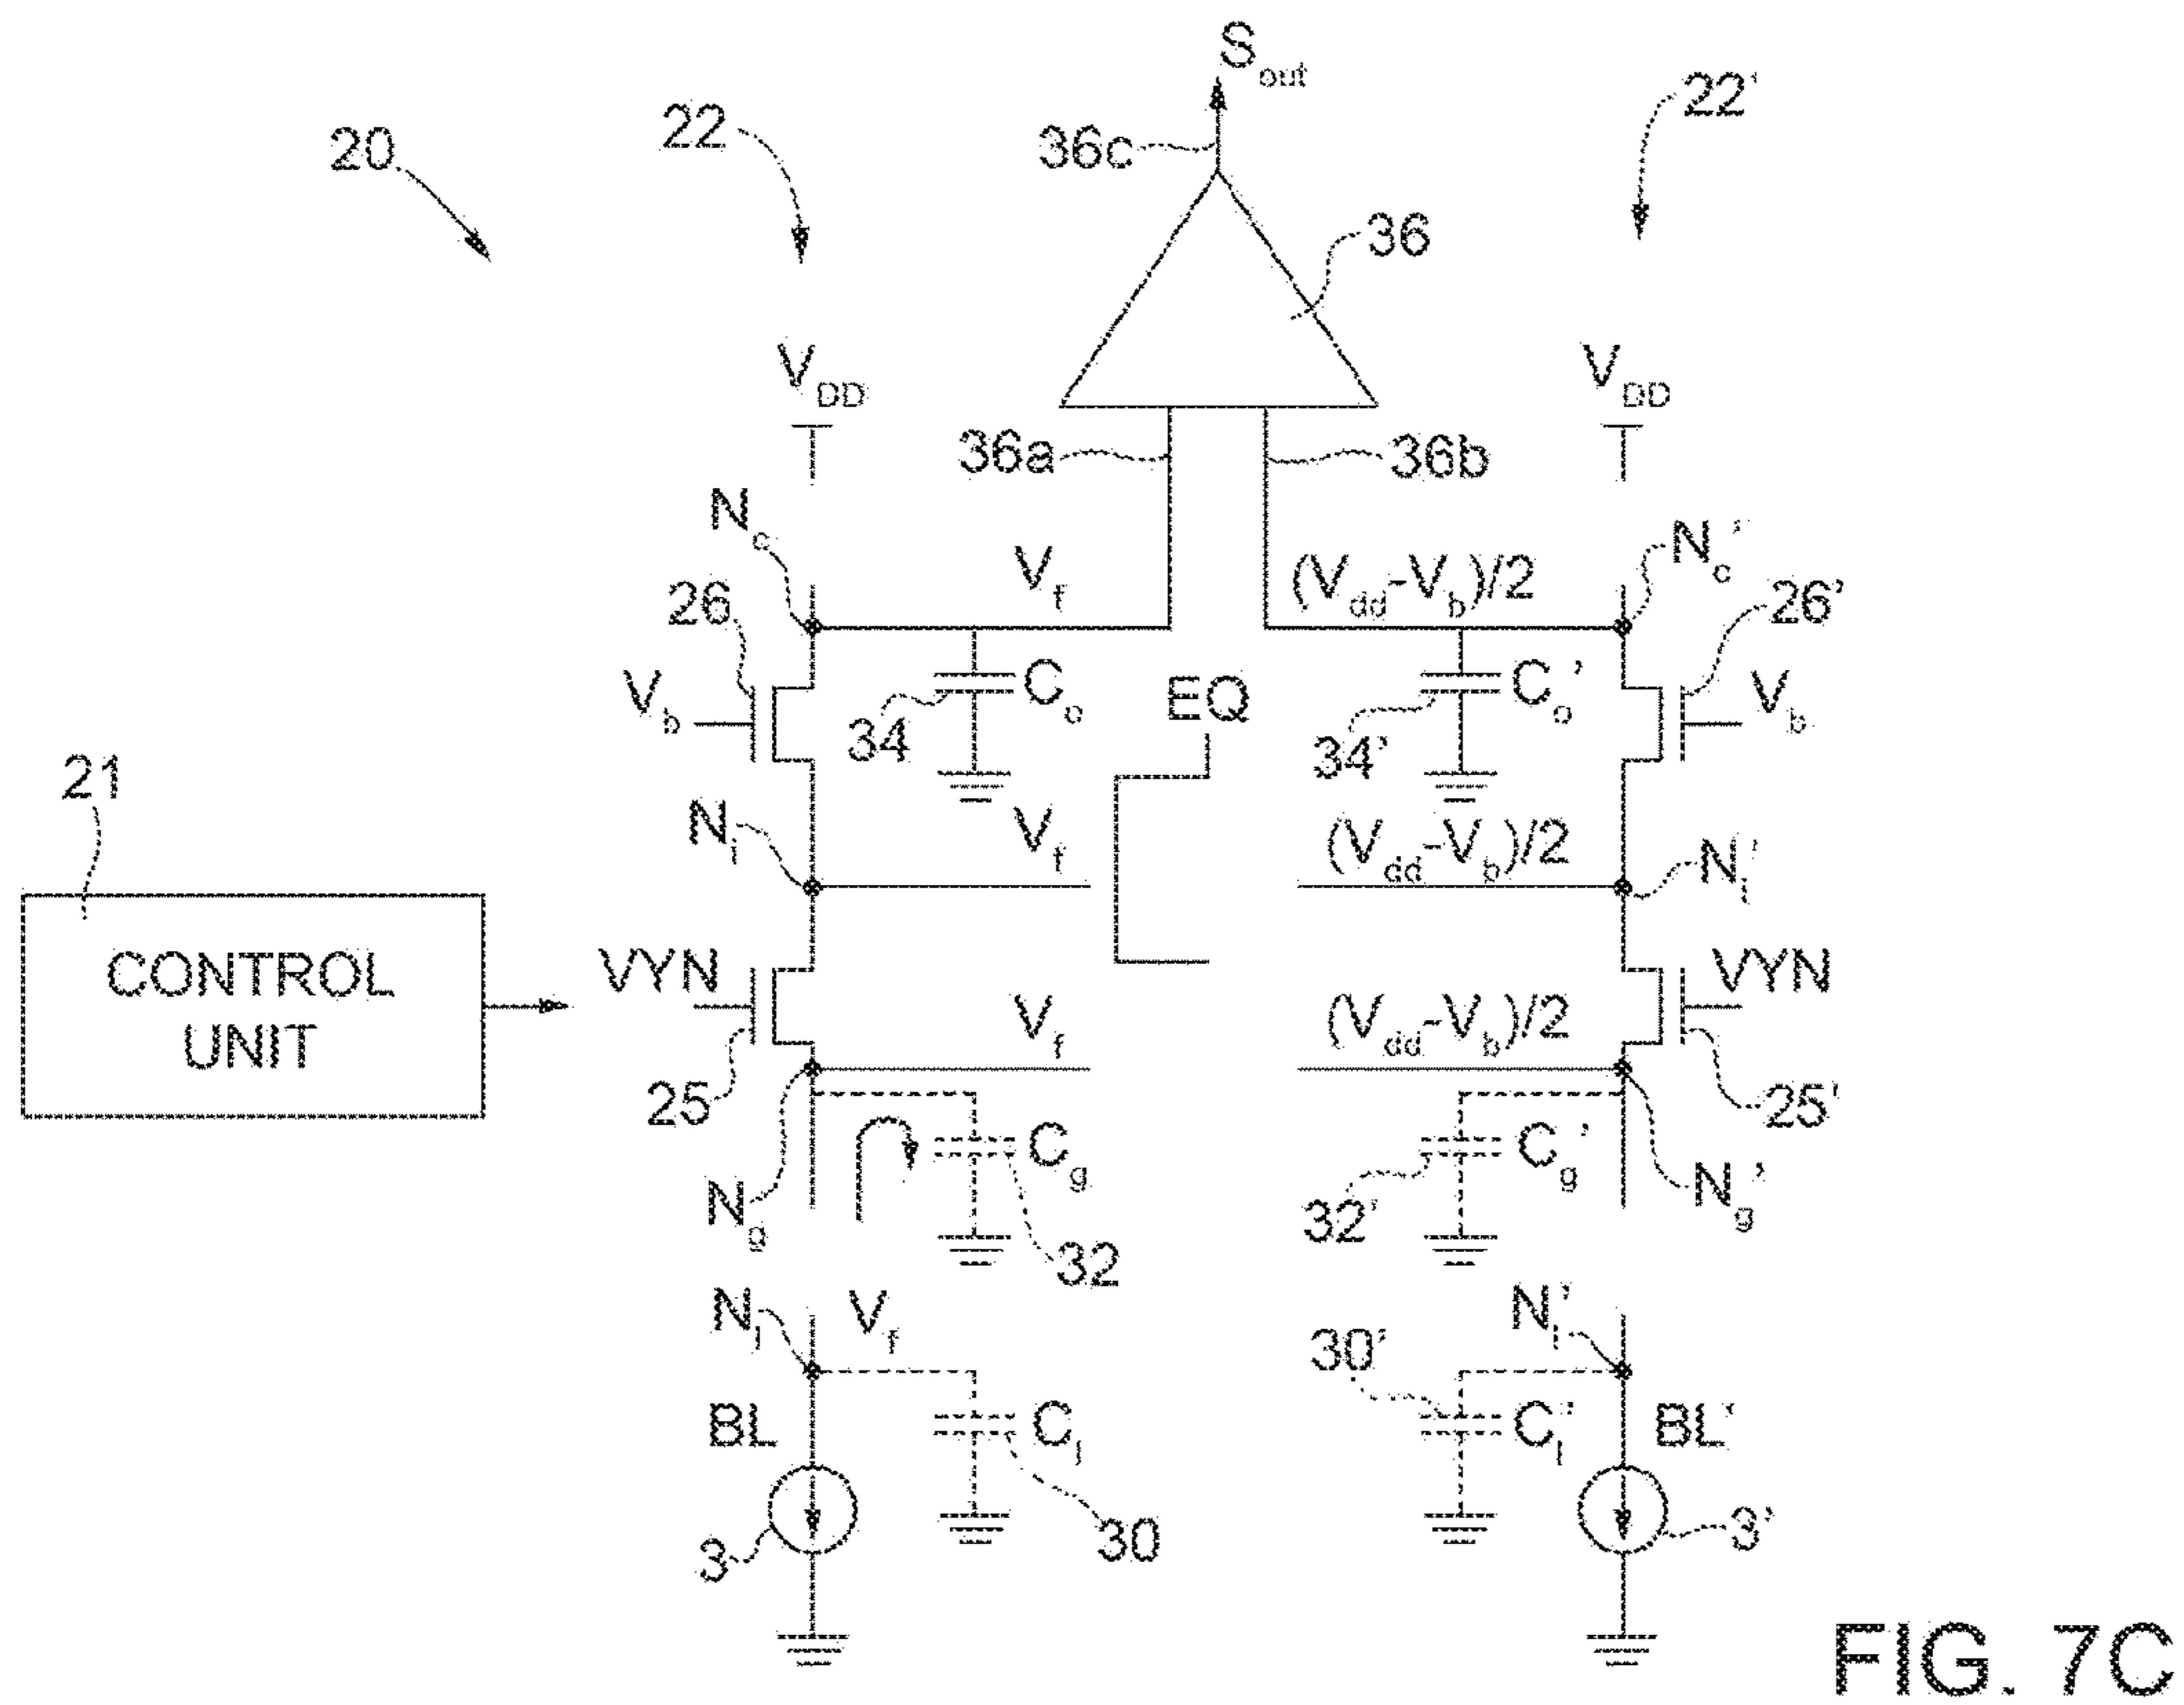 S_out
20
22
36c
22'
36
V_DD
V_DD
36a
36b
N_o
V_f
(V_dd-V_b)/2
N_o'
26
26'
V_b
C_o
EQ
C_o'
V_b
34
34'
21
N_i
V_f
(V_dd-V_b)/2
N_i'
CONTROL
UNIT
VYN
V_f
(V_dd-V_b)/2
VYN
25
25'
C_g
C_g'
N_g
N_g'
32
32'
N_l
V_f
N_l'
30'
BL
C_l
C_l'
BL'
30
3
3'
FIG. 7C